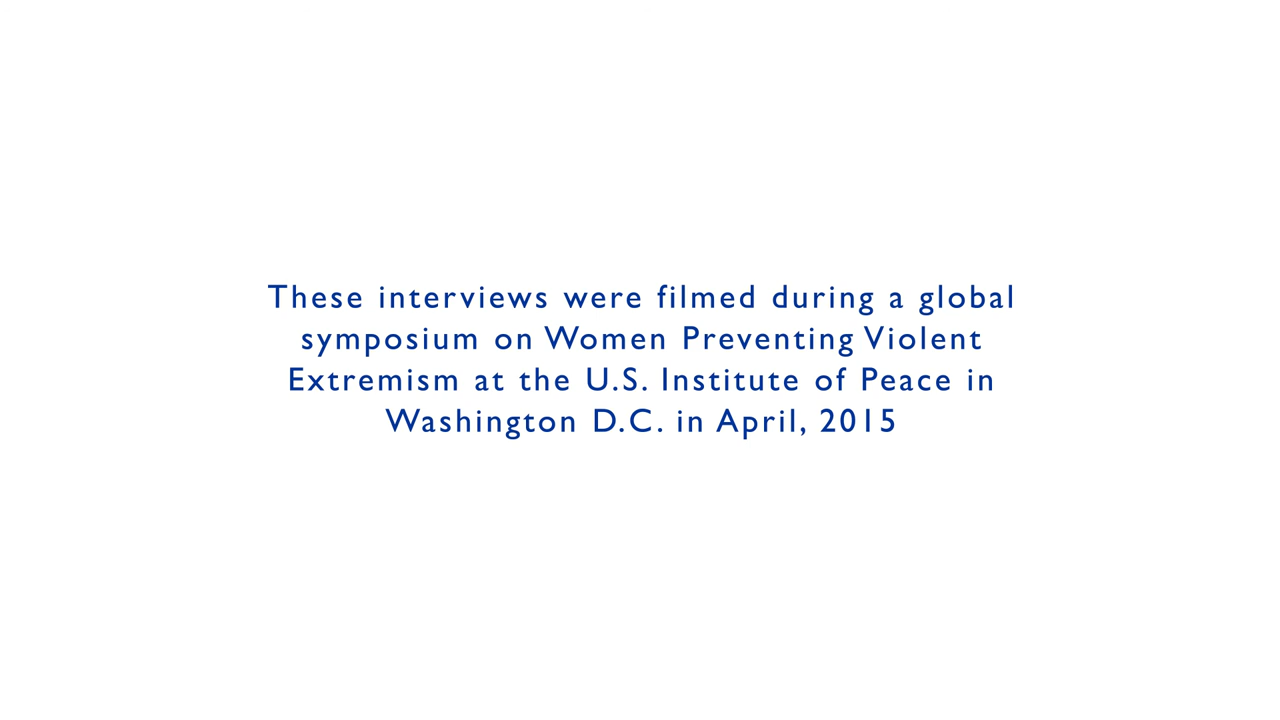 These interviews were filmed during a global
symposium on Women Preventing Violent
Extremism at the U.S. Institute of Peace in
Washington D.C. in April, 2015